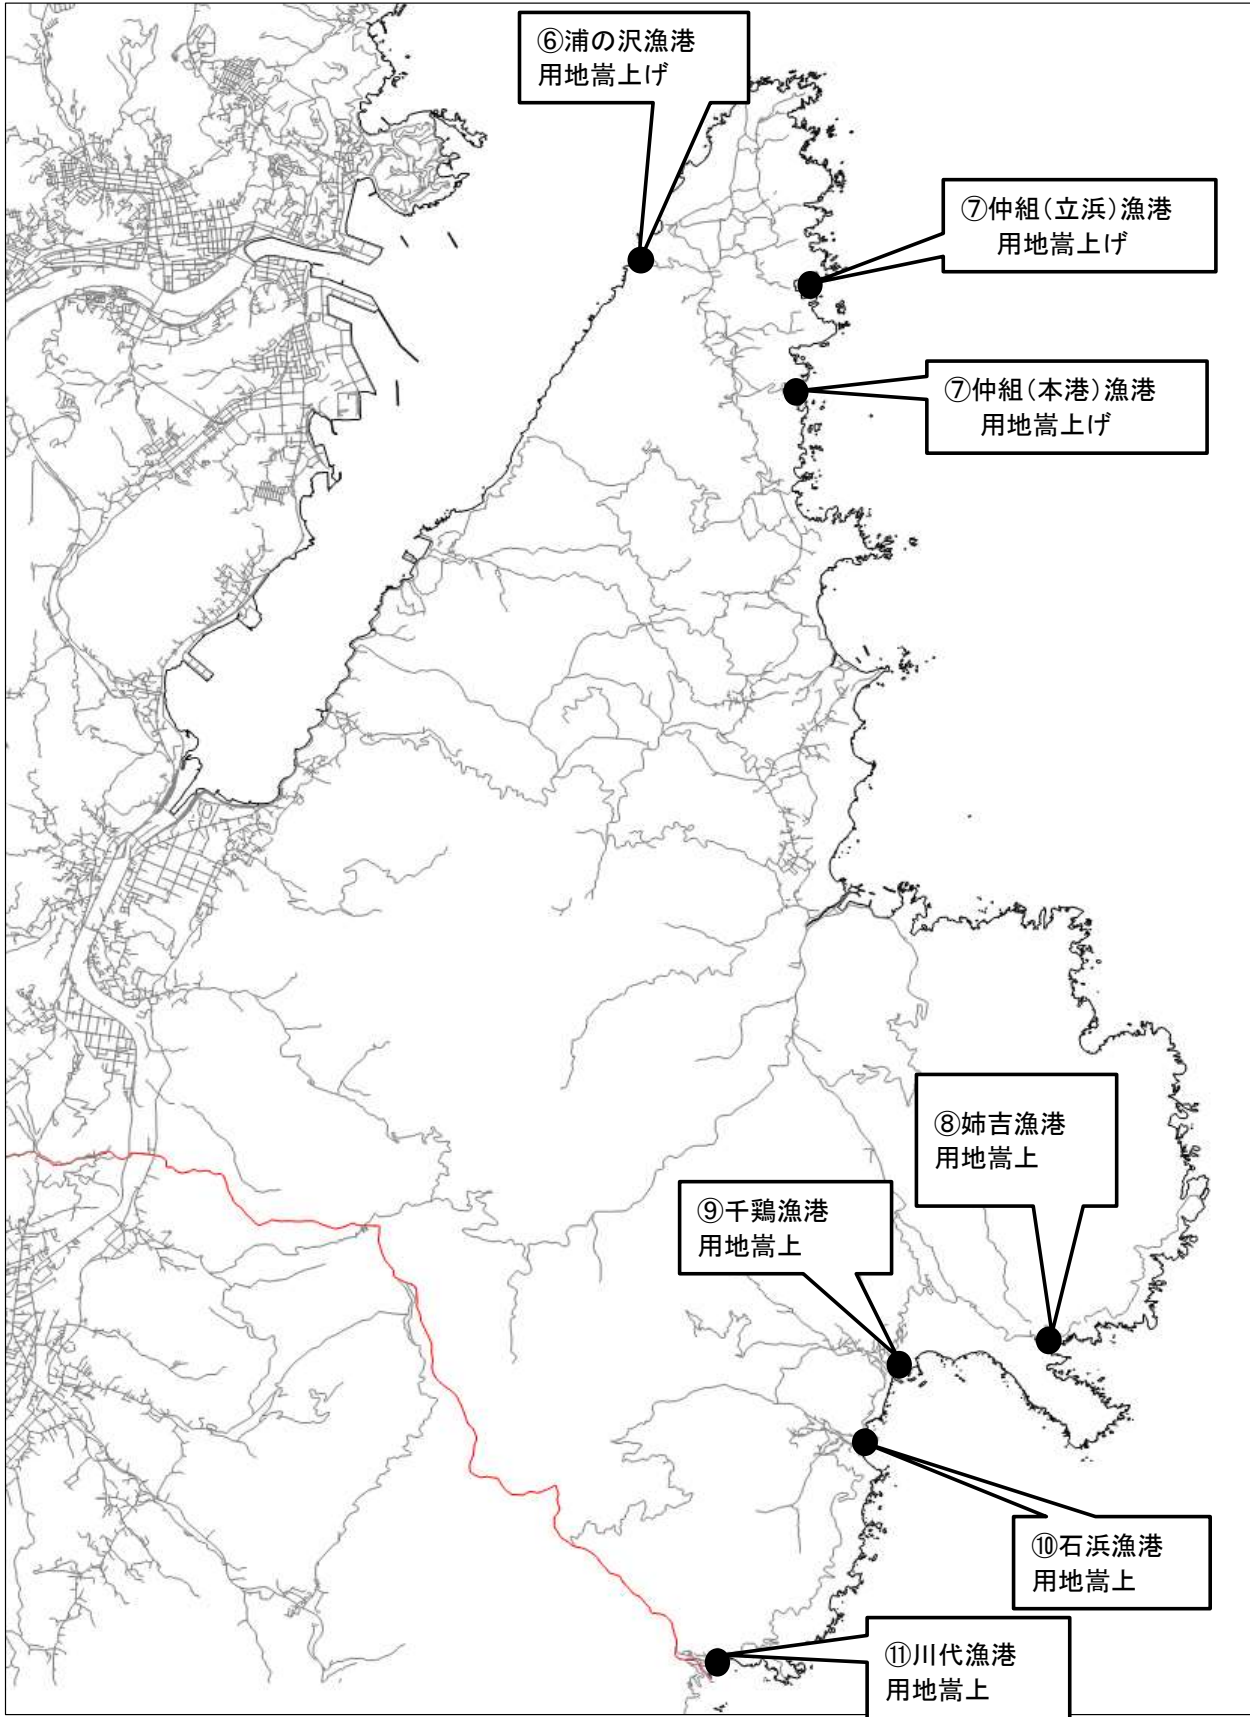 ⑥浦の沢漁港
用地嵩上げ
⑦仲組(立浜)漁港
用地嵩上げ
⑦仲組(本港)漁港
用地嵩上げ
⑧姉吉漁港
用地嵩上
⑨千鶏漁港
用地嵩上
⑩石浜漁港
用地嵩上
⑪川代漁港
用地嵩上